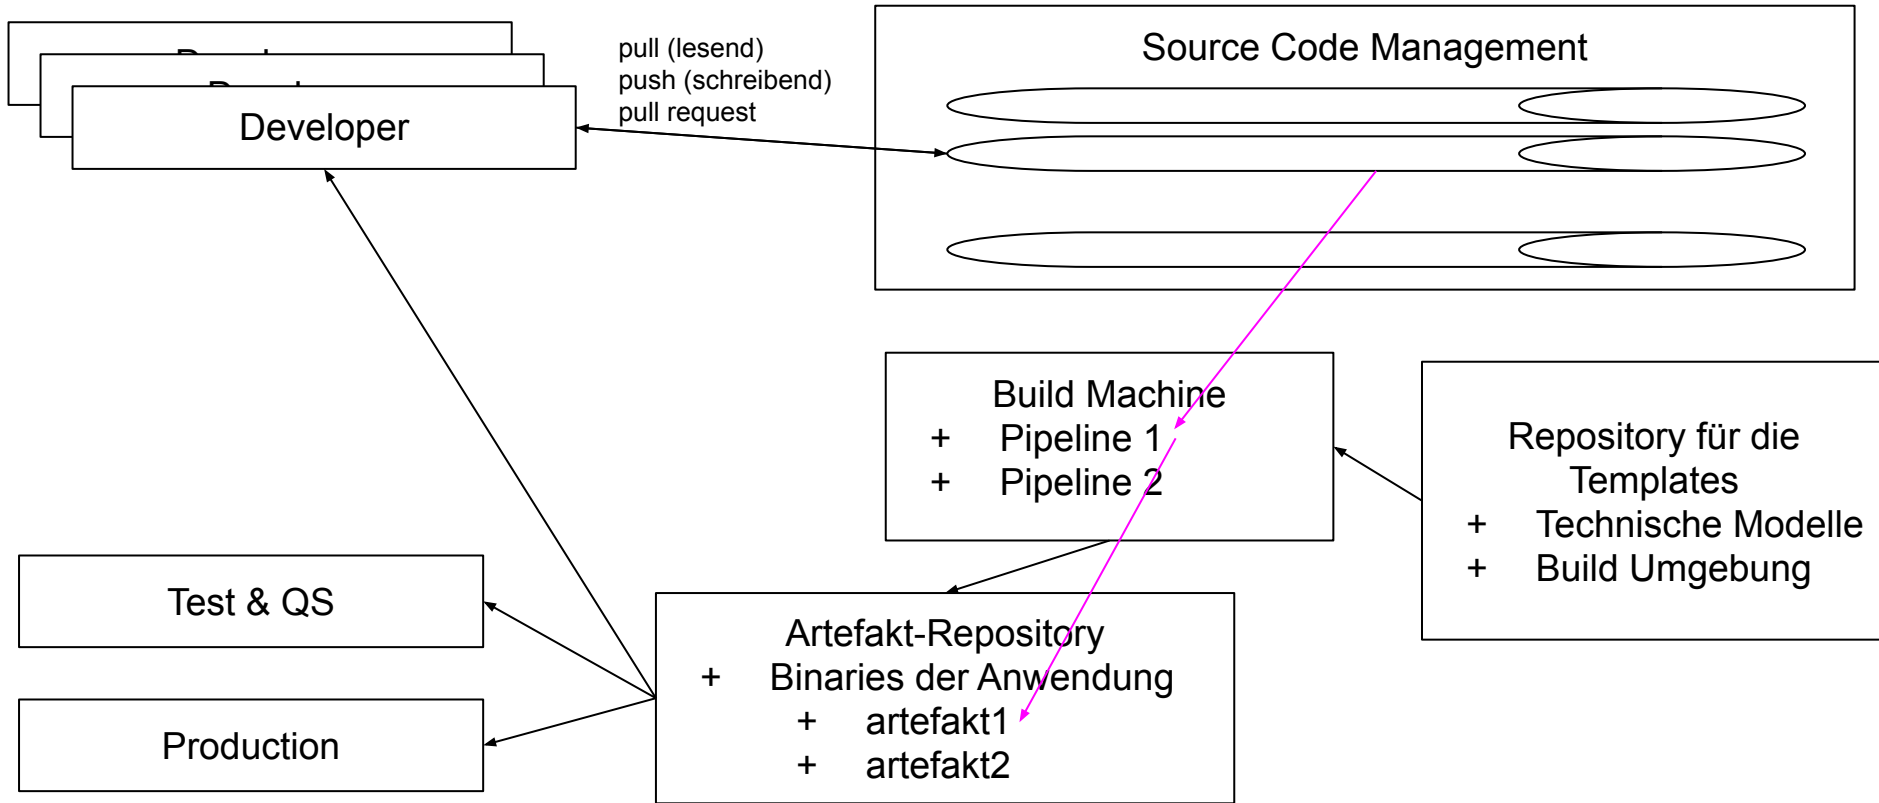 pull (lesend)
push (schreibend)
pull request
Developer
Source Code Management
Build Machine
+ Pipeline 1
+ Pipeline 2
Repository für die
Templates
+ Technische Modelle
+ Build Umgebung
Test & QS
Production
Artefakt-Repository
+ Binaries der Anwendung
+ artefakt1
+ artefakt2